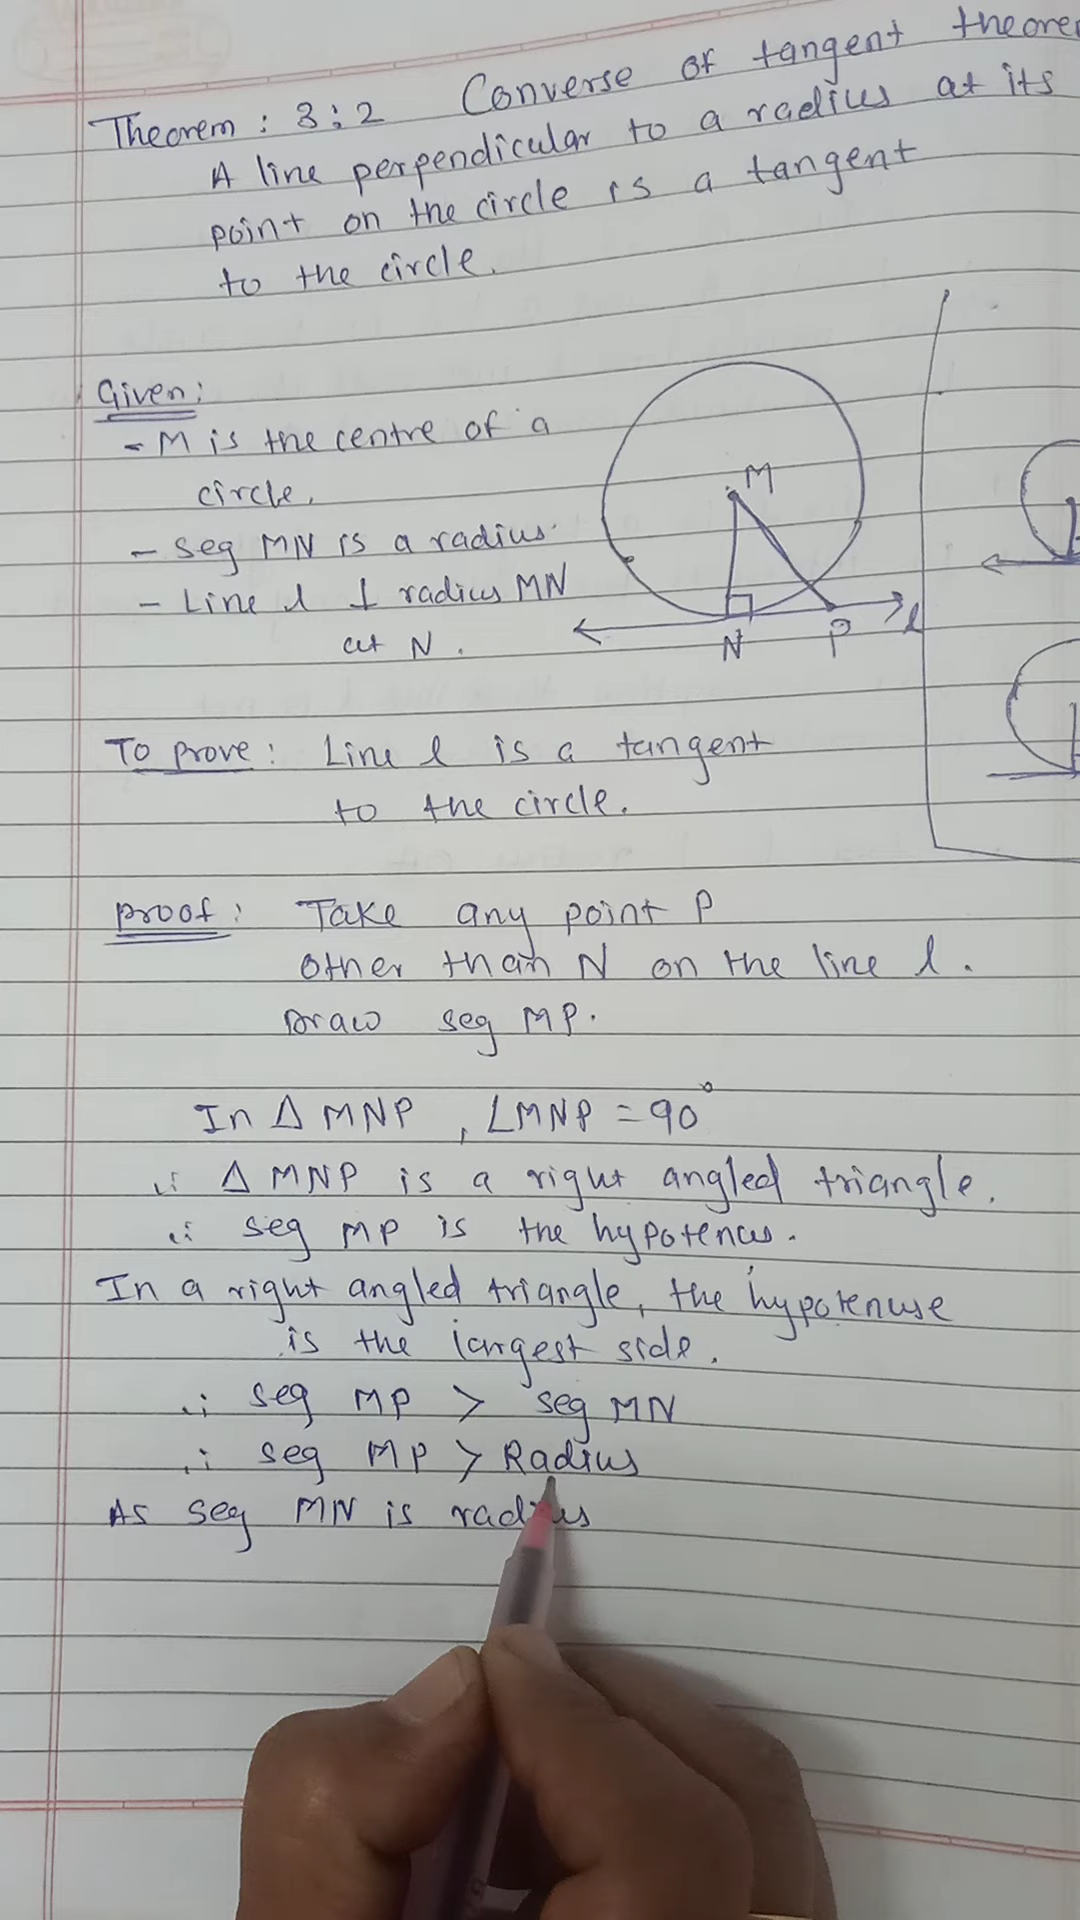 Converse of tangent theorem
Theorem : 3:2
A line perpendicular to a radius at its
point on the circle is a tangent
to the circle.
Given:
- M is the centre of a
circle.
- seg MN is a radius.
- Line l ⊥ radius MN
at N.
M
N
P
l
To prove: Line l is a tangent
to the circle.
Proof: Take any point P
other than N on the line l.
Draw seg MP.
In △ MNP, ∠MNP = 90°
∴ △ MNP is a right angled triangle.
∴ seg MP is the hypotenus.
In a right angled triangle, the hypotenuse
is the largest side.
∴ seg MP > seg MN
∴ seg MP > Radius
As seg MN is radius